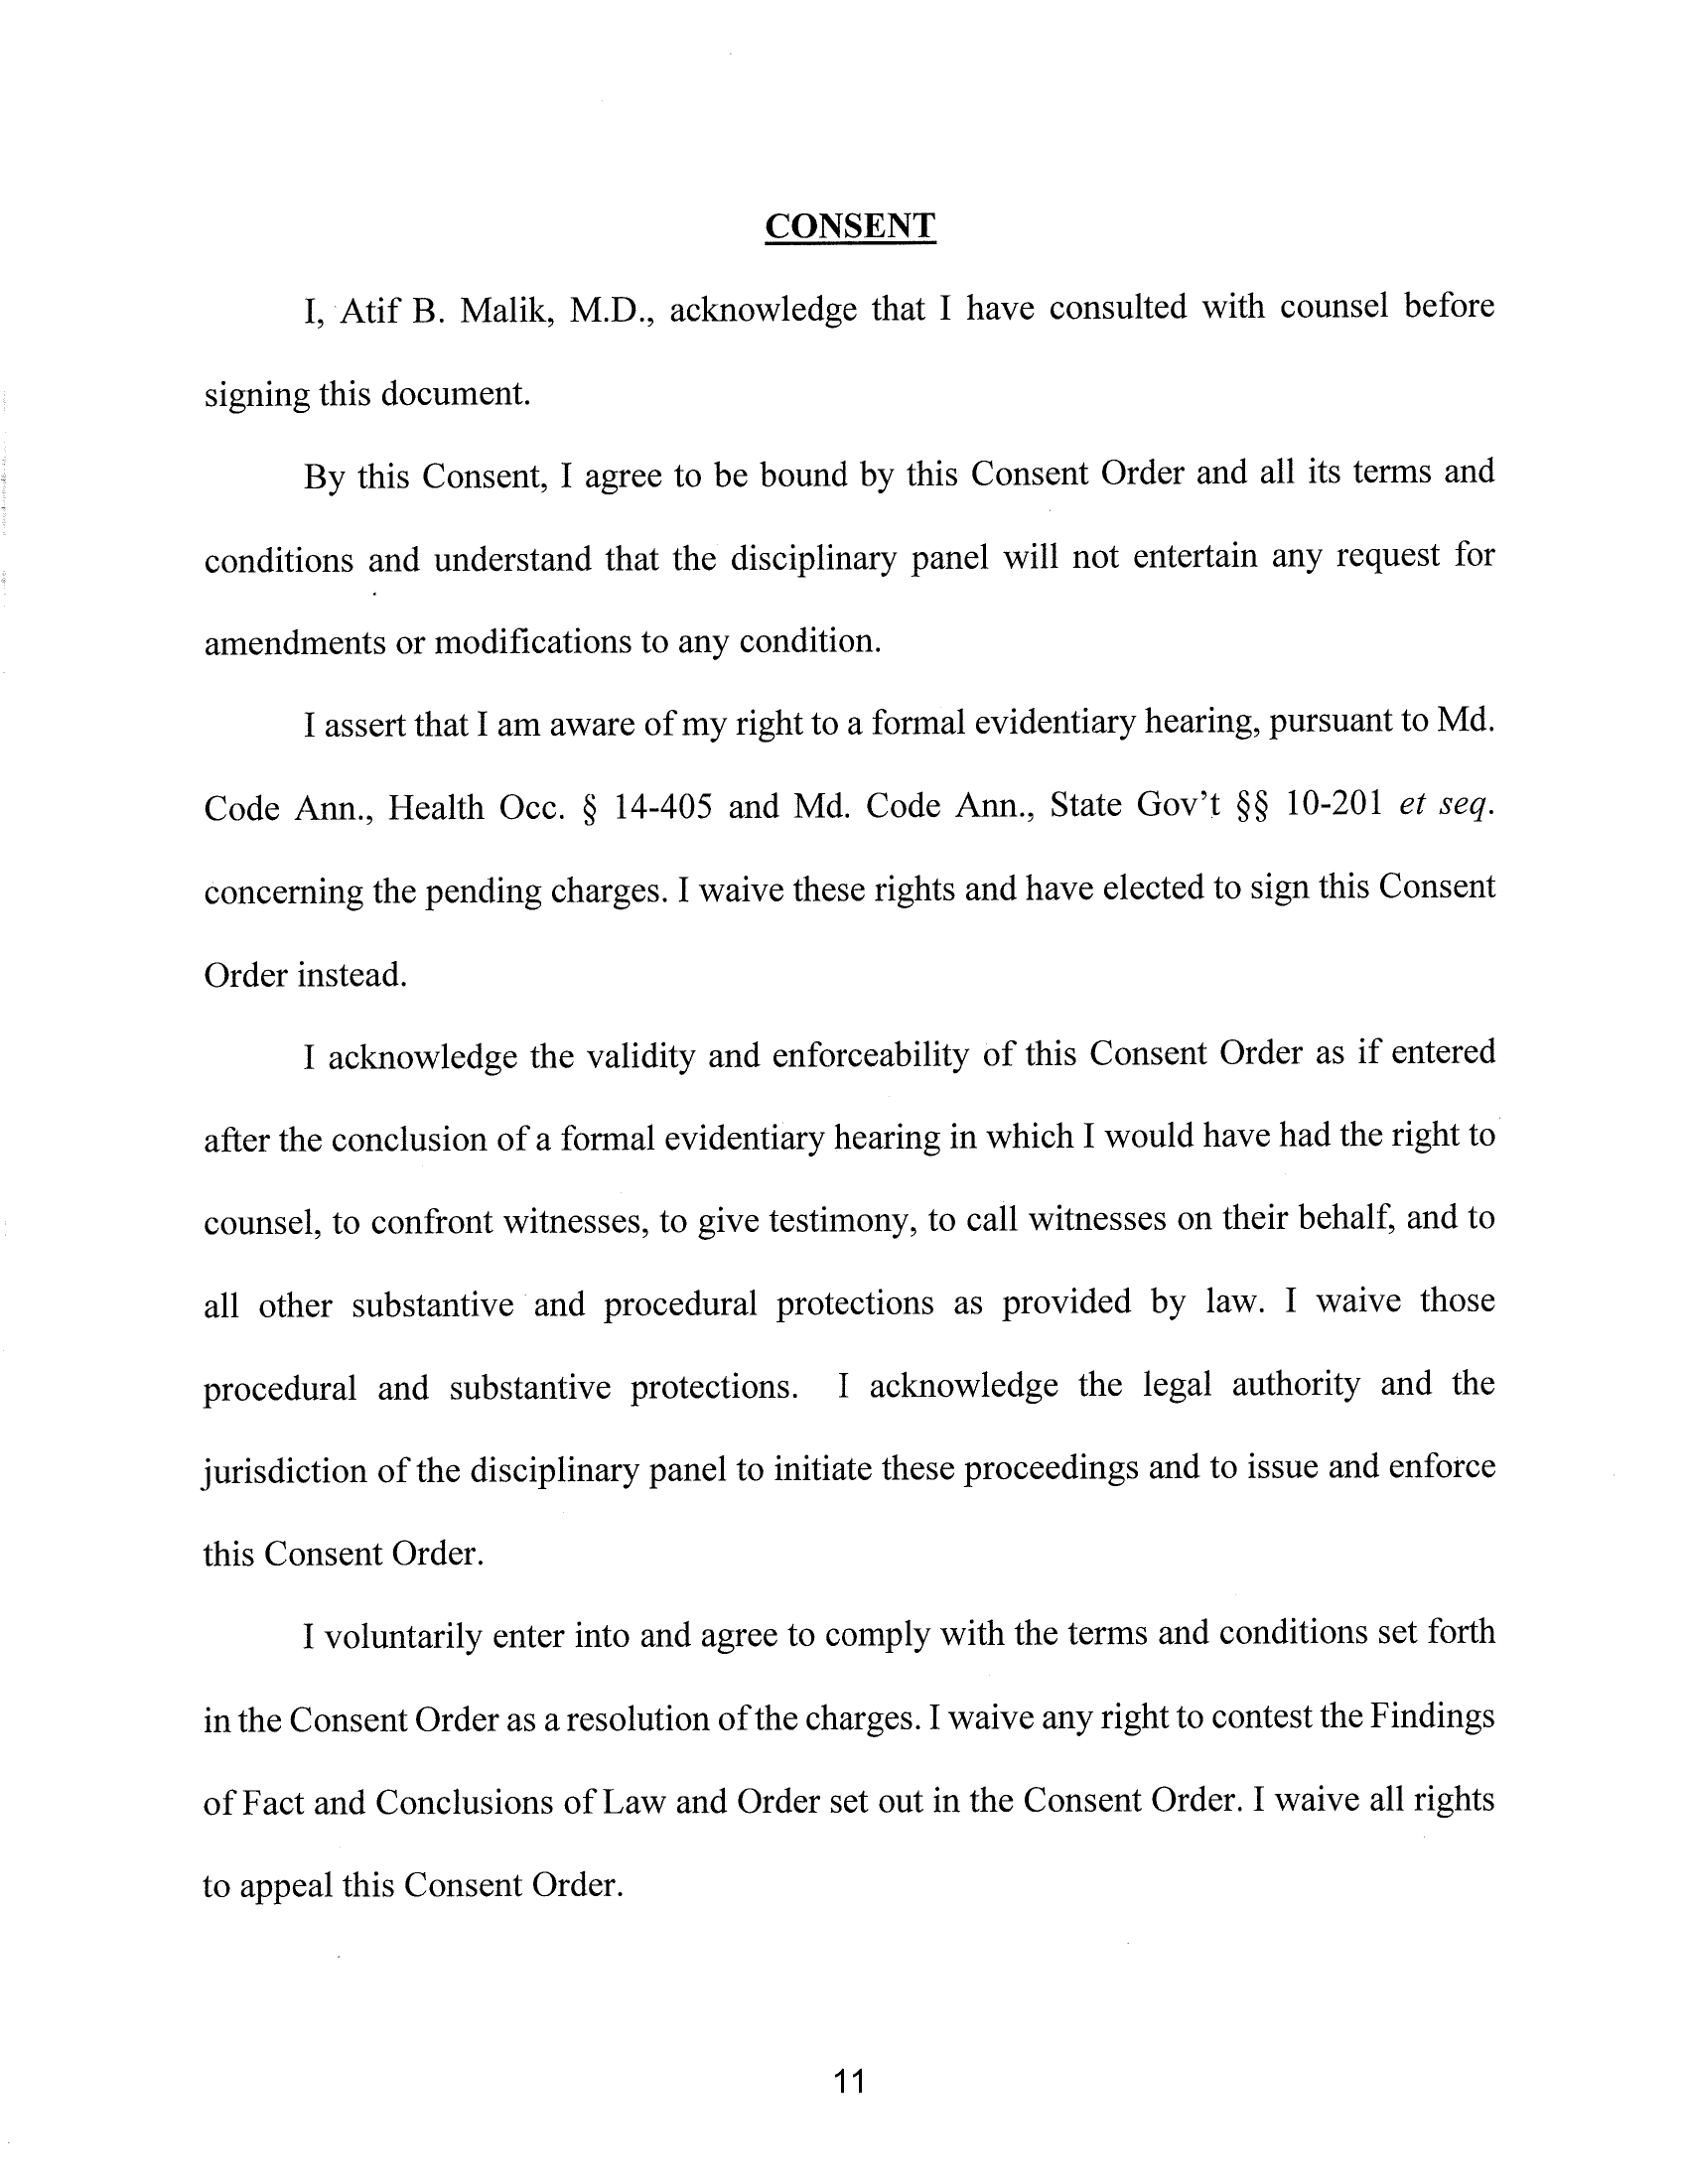 CONSENT
I, Atif B. Malik, M.D., acknowledge that I have consulted with counsel before
signing this document.
By this Consent, I agree to be bound by this Consent Order and all its terms and
conditions and understand that the disciplinary panel will not entertain any request for
amendments or modifications to any condition.
I assert that I am aware of my right to a formal evidentiary hearing, pursuant to Md.
Code Ann., Health Occ. § 14-405 and Md. Code Ann., State Gov't §§ 10-201 et seq.
concerning the pending charges. I waive these rights and have elected to sign this Consent
Order instead.
I acknowledge the validity and enforceability of this Consent Order as if entered
after the conclusion of a formal evidentiary hearing in which I would have had the right to
counsel, to confront witnesses, to give testimony, to call witnesses on their behalf, and to
all other substantive and procedural protections as provided by law. I waive those
procedural and substantive protections. I acknowledge the legal authority and the
jurisdiction of the disciplinary panel to initiate these proceedings and to issue and enforce
this Consent Order.
I voluntarily enter into and agree to comply with the terms and conditions set forth
in the Consent Order as a resolution of the charges. I waive any right to contest the Findings
of Fact and Conclusions of Law and Order set out in the Consent Order. I waive all rights
to appeal this Consent Order.
11